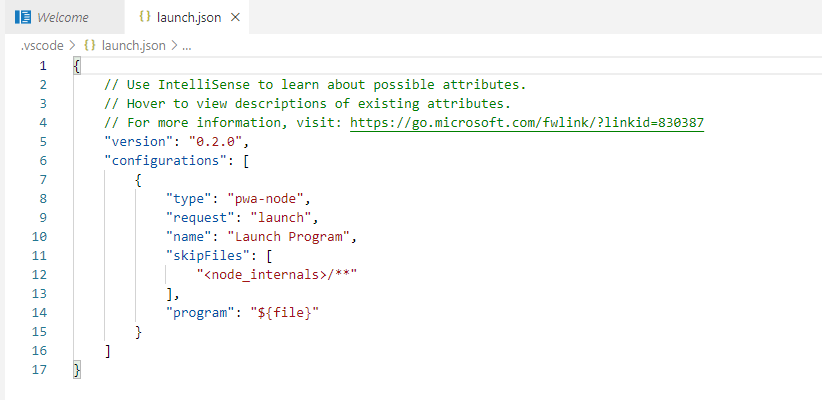 Welcome
{} launch.json ×
.vscode > {} launch.json > ...
1 {
2     // Use IntelliSense to learn about possible attributes.
3     // Hover to view descriptions of existing attributes.
4     // For more information, visit: https://go.microsoft.com/fwlink/?linkid=830387
5     "version": "0.2.0",
6     "configurations": [
7         {
8             "type": "pwa-node",
9             "request": "launch",
10             "name": "Launch Program",
11             "skipFiles": [
12                 "<node_internals>/**"
13             ],
14             "program": "${file}"
15         }
16     ]
17 }